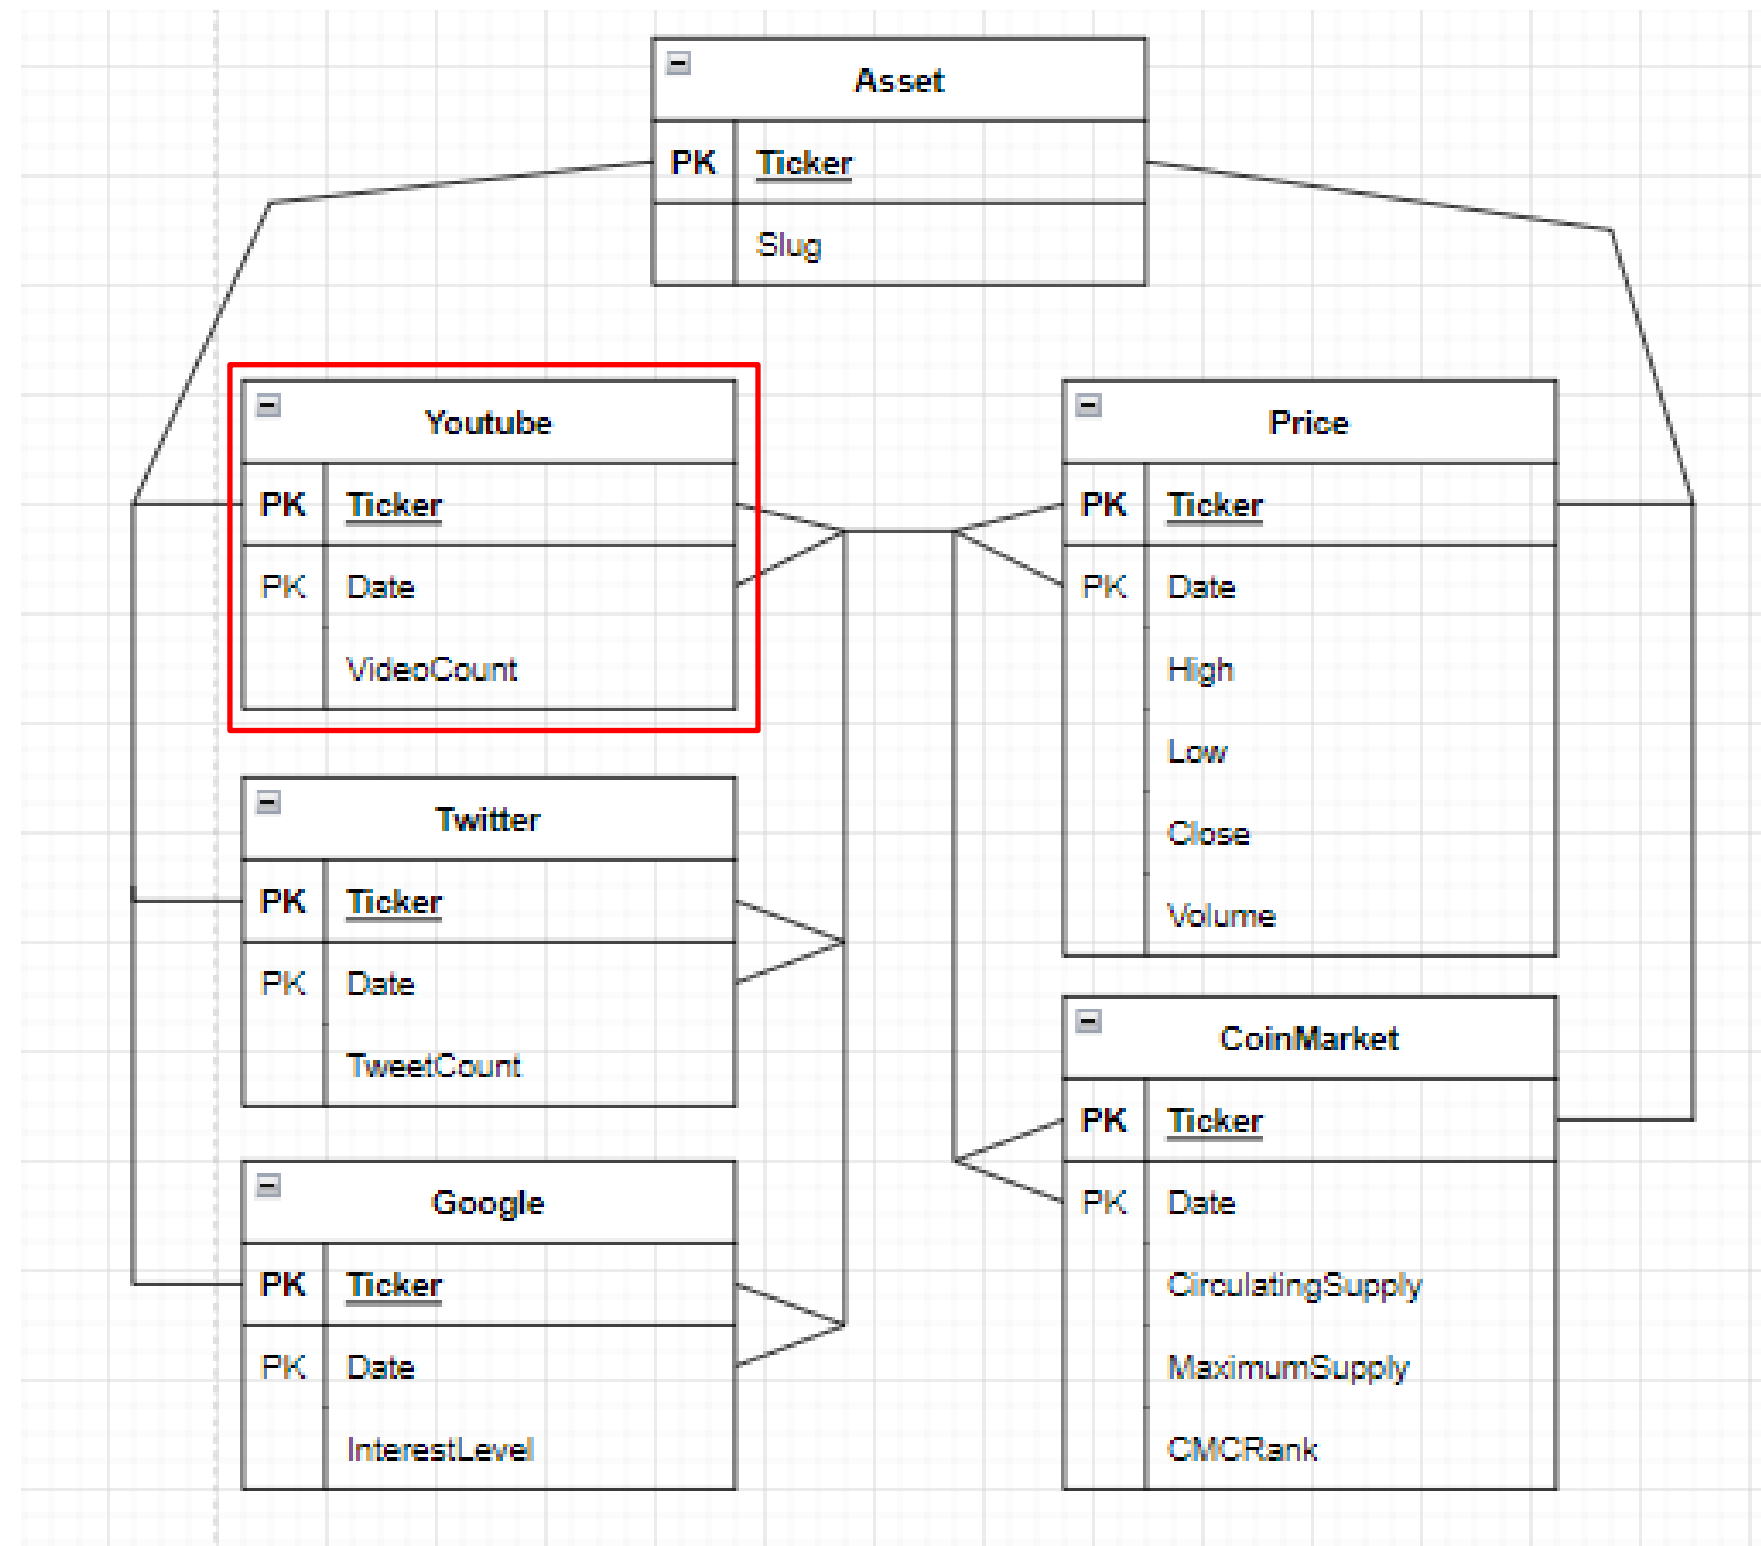 Asset
PK Ticker
Slug
Youtube
PK Ticker
PK Date
VideoCount
Price
PK Ticker
PK Date
High
Low
Close
Volume
Twitter
PK Ticker
PK Date
TweetCount
CoinMarket
PK Ticker
PK Date
CirculatingSupply
MaximumSupply
CMCRank
Google
PK Ticker
PK Date
InterestLevel